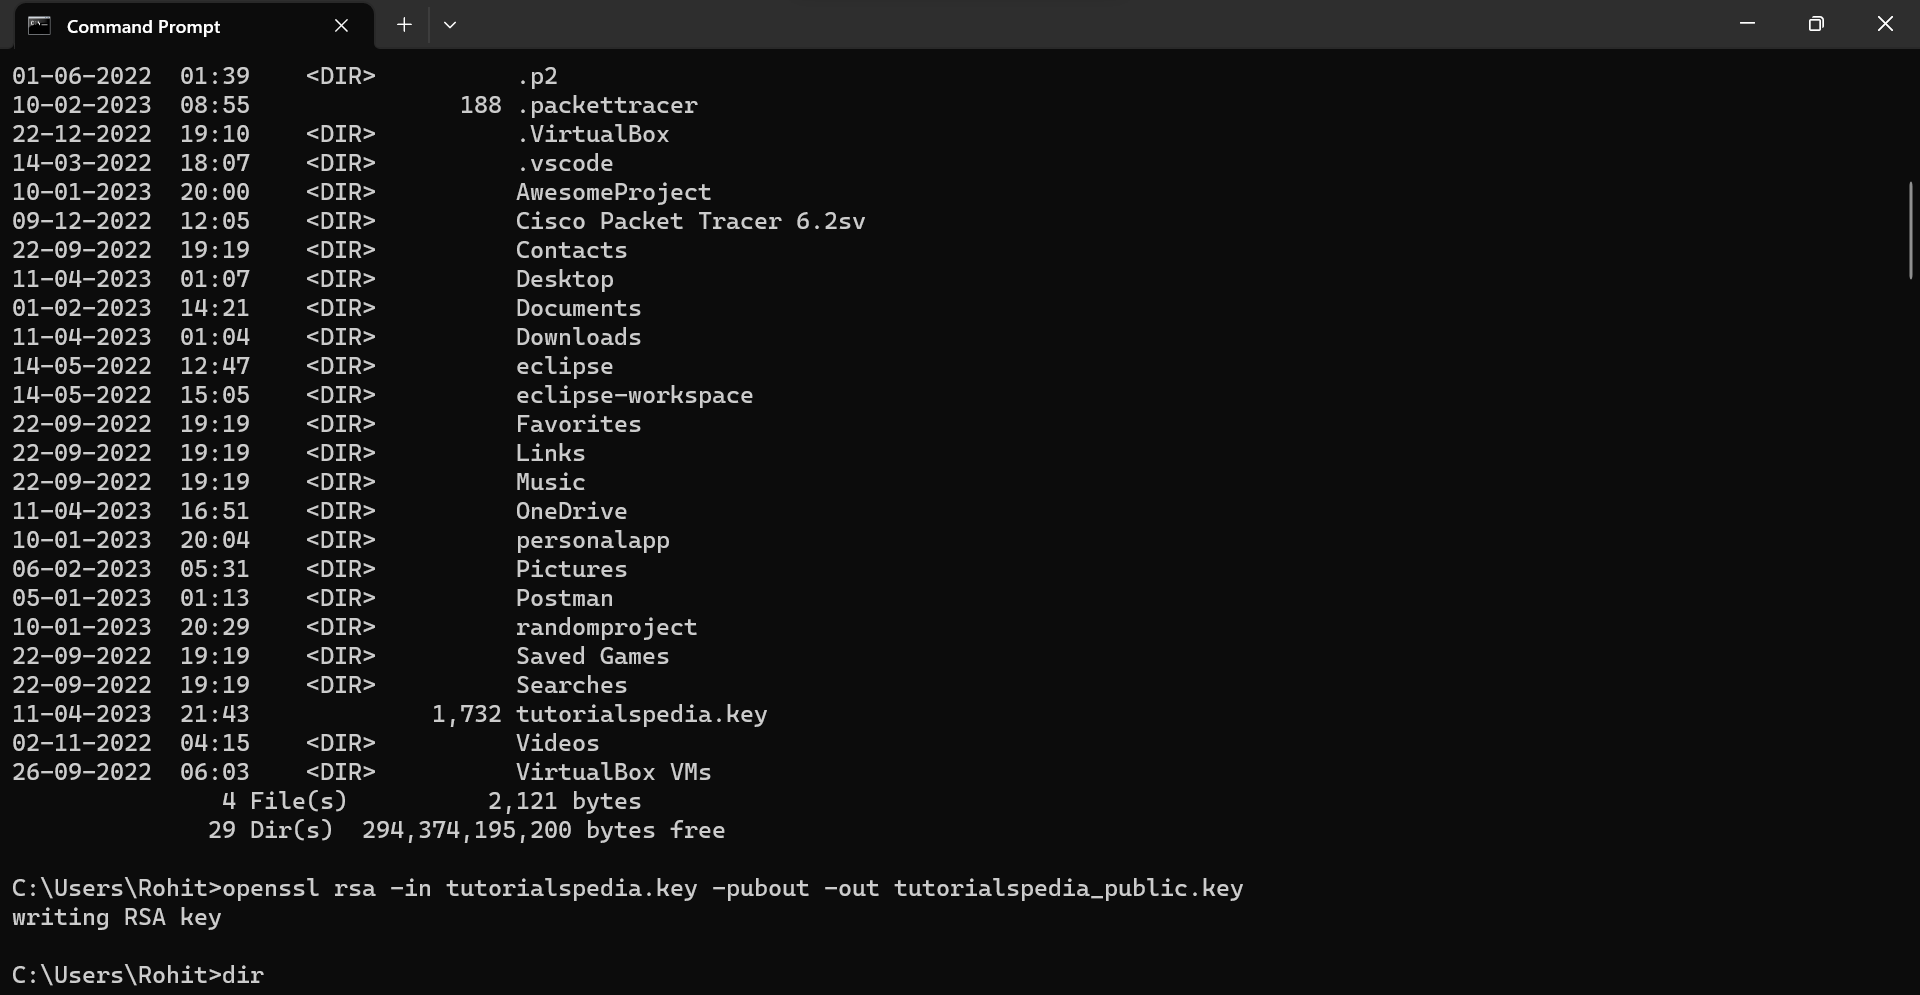 Command Prompt
01-06-2022  01:39    <DIR>          .p2
10-02-2023  08:55               188 .packettracer
22-12-2022  19:10    <DIR>          .VirtualBox
14-03-2022  18:07    <DIR>          .vscode
10-01-2023  20:00    <DIR>          AwesomeProject
09-12-2022  12:05    <DIR>          Cisco Packet Tracer 6.2sv
22-09-2022  19:19    <DIR>          Contacts
11-04-2023  01:07    <DIR>          Desktop
01-02-2023  14:21    <DIR>          Documents
11-04-2023  01:04    <DIR>          Downloads
14-05-2022  12:47    <DIR>          eclipse
14-05-2022  15:05    <DIR>          eclipse-workspace
22-09-2022  19:19    <DIR>          Favorites
22-09-2022  19:19    <DIR>          Links
22-09-2022  19:19    <DIR>          Music
11-04-2023  16:51    <DIR>          OneDrive
10-01-2023  20:04    <DIR>          personalapp
06-02-2023  05:31    <DIR>          Pictures
05-01-2023  01:13    <DIR>          Postman
10-01-2023  20:29    <DIR>          randomproject
22-09-2022  19:19    <DIR>          Saved Games
22-09-2022  19:19    <DIR>          Searches
11-04-2023  21:43             1,732 tutorialspedia.key
02-11-2022  04:15    <DIR>          Videos
26-09-2022  06:03    <DIR>          VirtualBox VMs
               4 File(s)          2,121 bytes
              29 Dir(s)  294,374,195,200 bytes free
C:\Users\Rohit>openssl rsa -in tutorialspedia.key -pubout -out tutorialspedia_public.key
writing RSA key
C:\Users\Rohit>dir